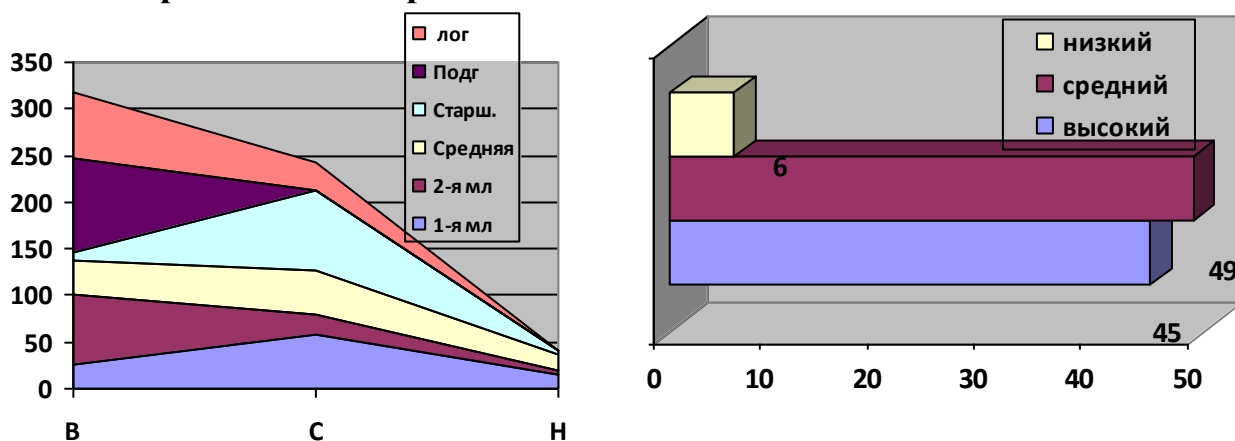 лог
Подг
Старш.
Средняя
2-я мл
1-я мл
350
300
250
200
150
100
50
0
В
С
Н
низкий
средний
высокий
6
49
45
0
10
20
30
40
50